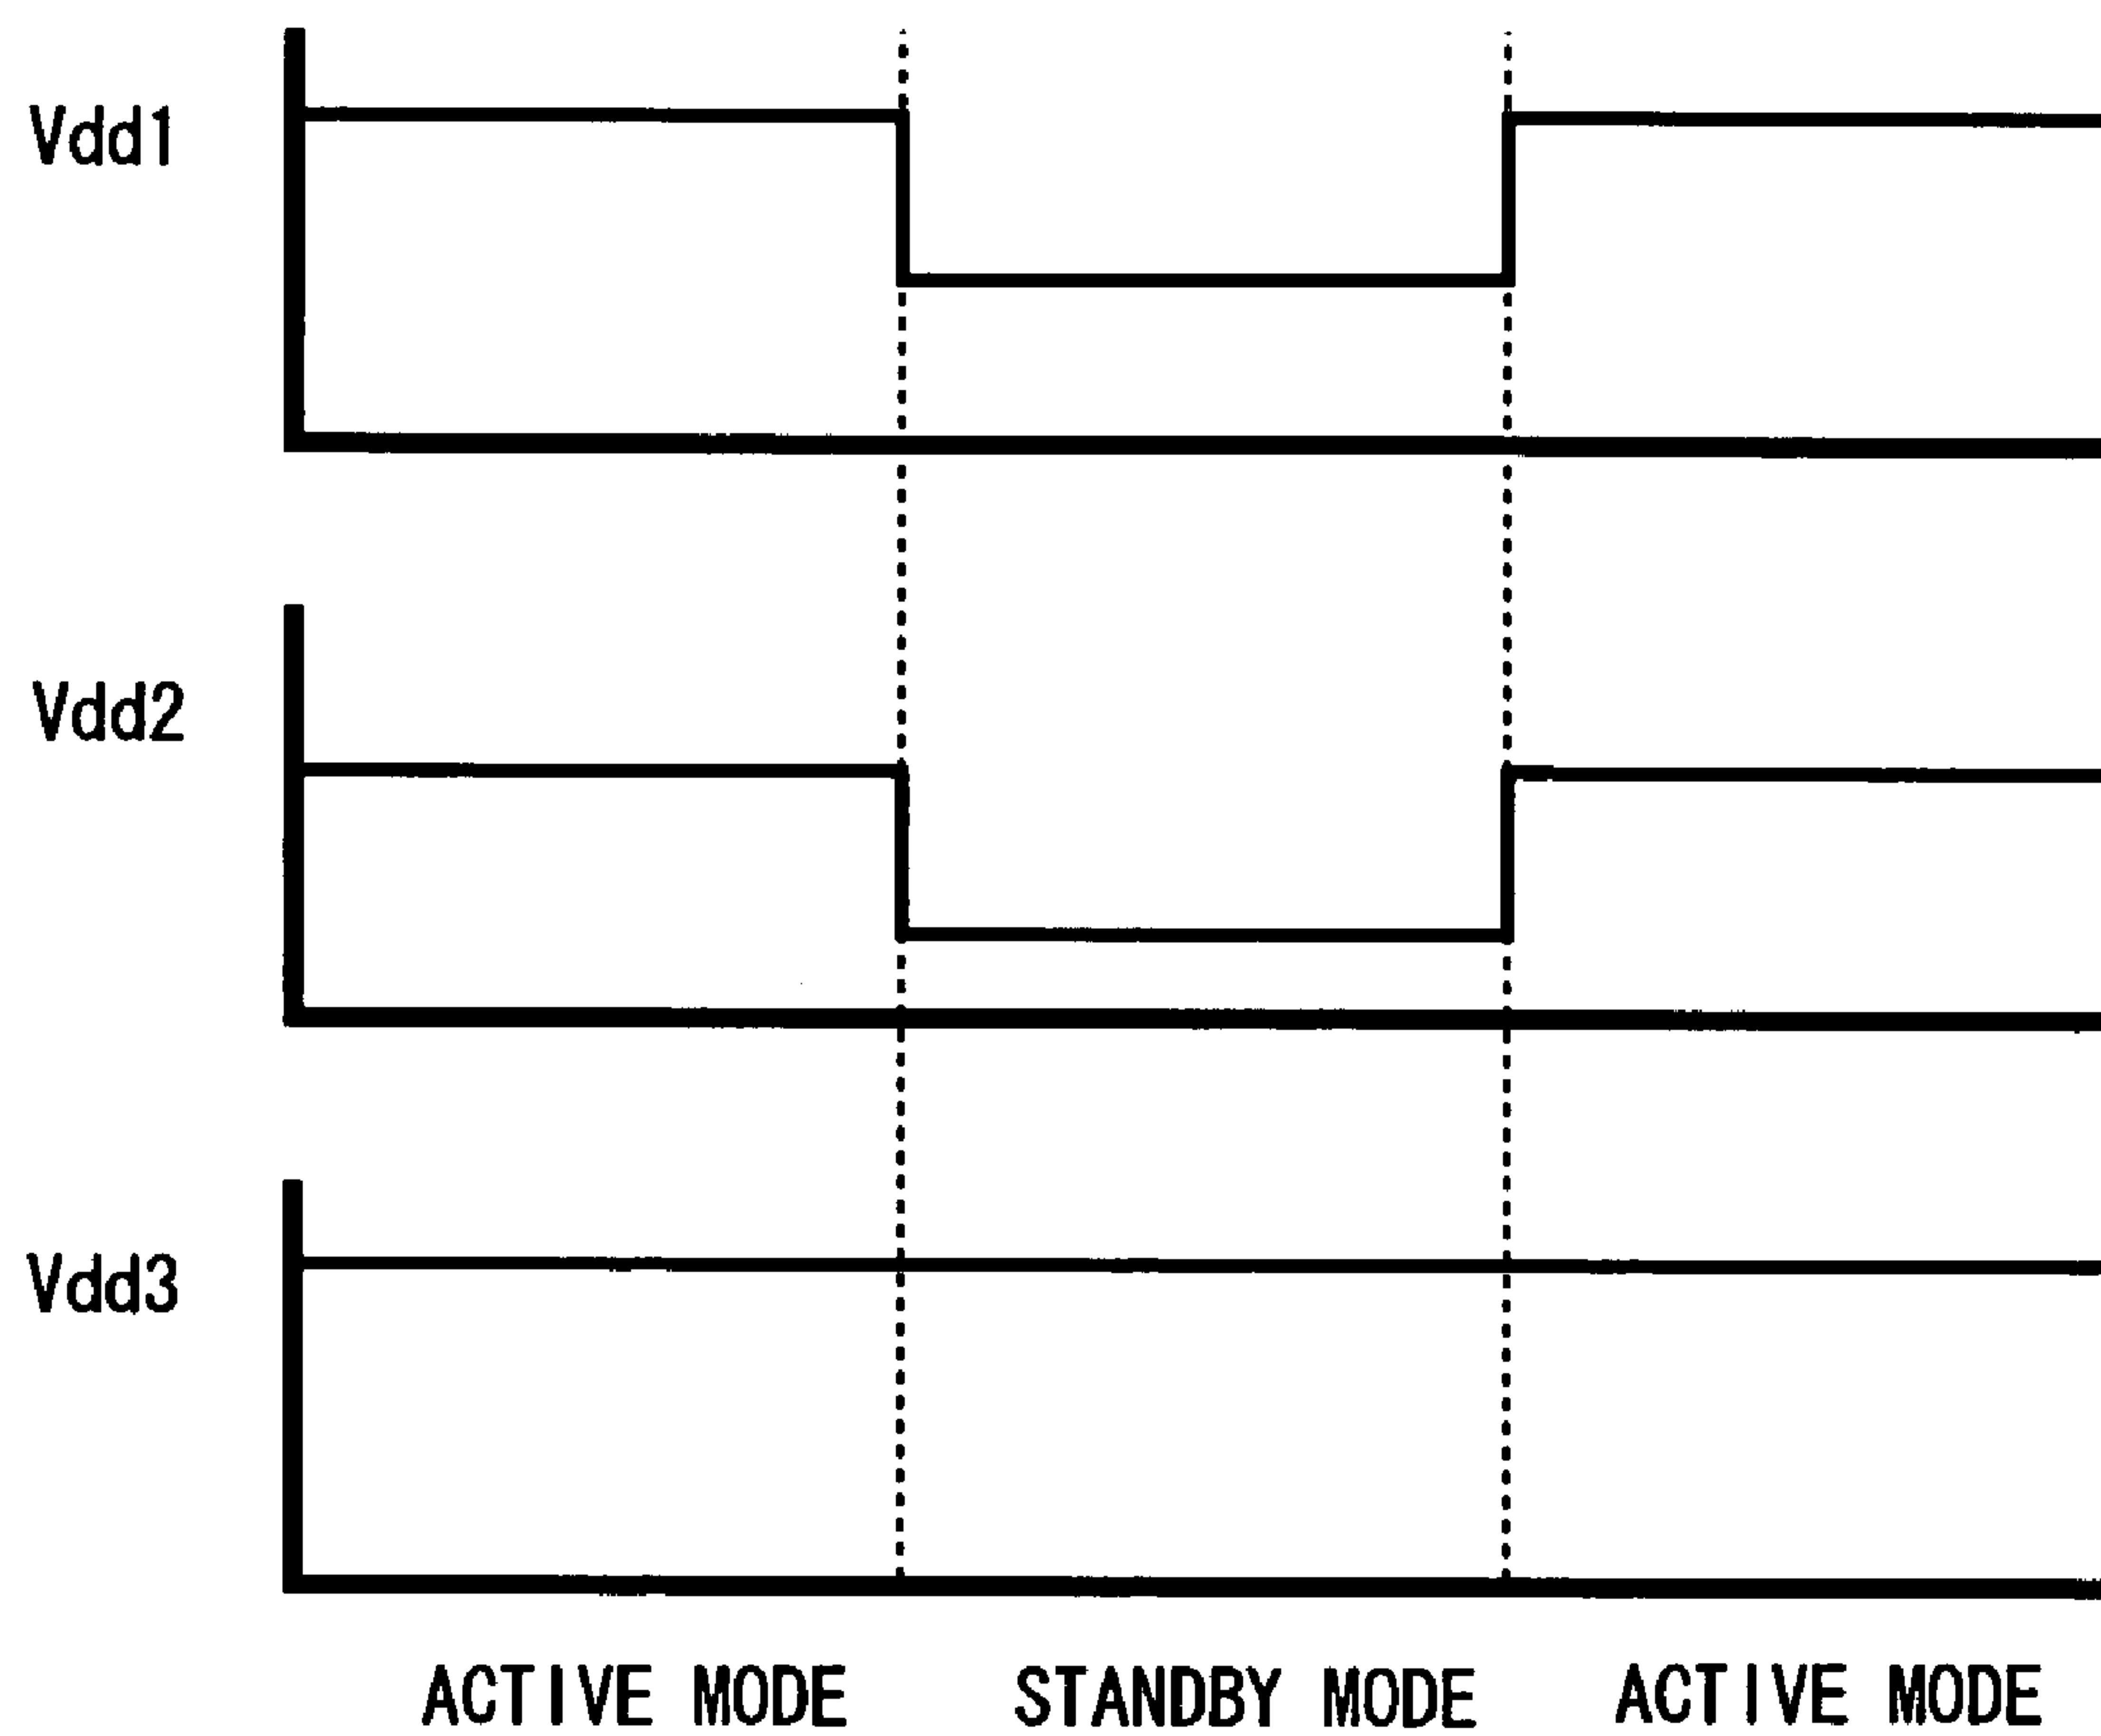 Vdd1
Vdd2
Vdd3
ACTIVE MODE STANDBY MODE ACTIVE MODE